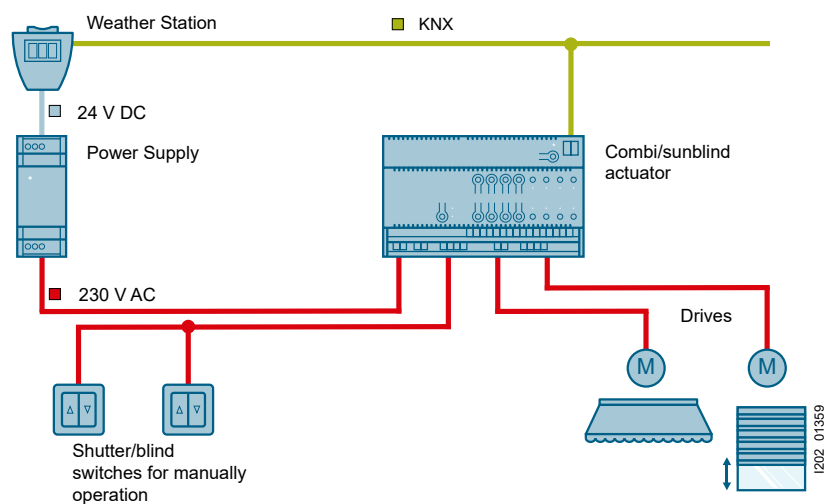 Weather Station
KNX
24 V DC
Power Supply
Combi/sunblind
actuator
230 V AC
Drives
M
M
Shutter/blind
switches for manually
operation
I202_01359